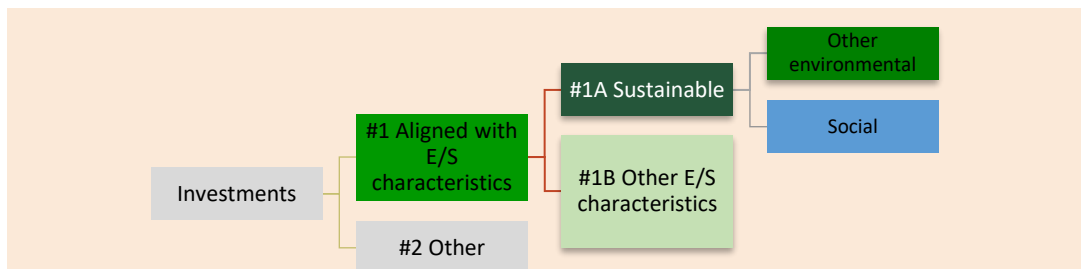 Investments
#1 Aligned with
E/S
characteristics
#2 Other
#1A Sustainable
#1B Other E/S
characteristics
Other
environmental
Social